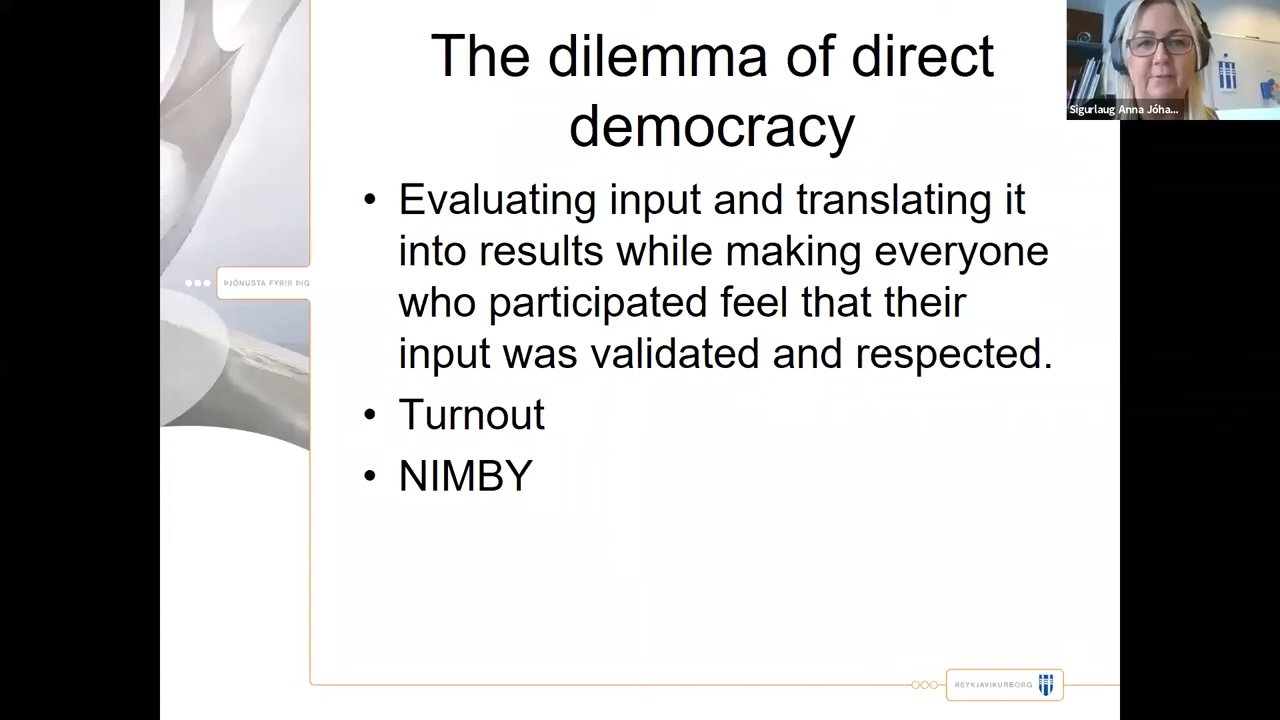 The dilemma of direct
democracy
• Evaluating input and translating it
into results while making everyone
who participated feel that their
input was validated and respected.
• Turnout
• NIMBY
ÞJÓNUSTA FYRIR ÞIG
REYKJAVÍKURBORG
Sigurlaug Anna Jóha...